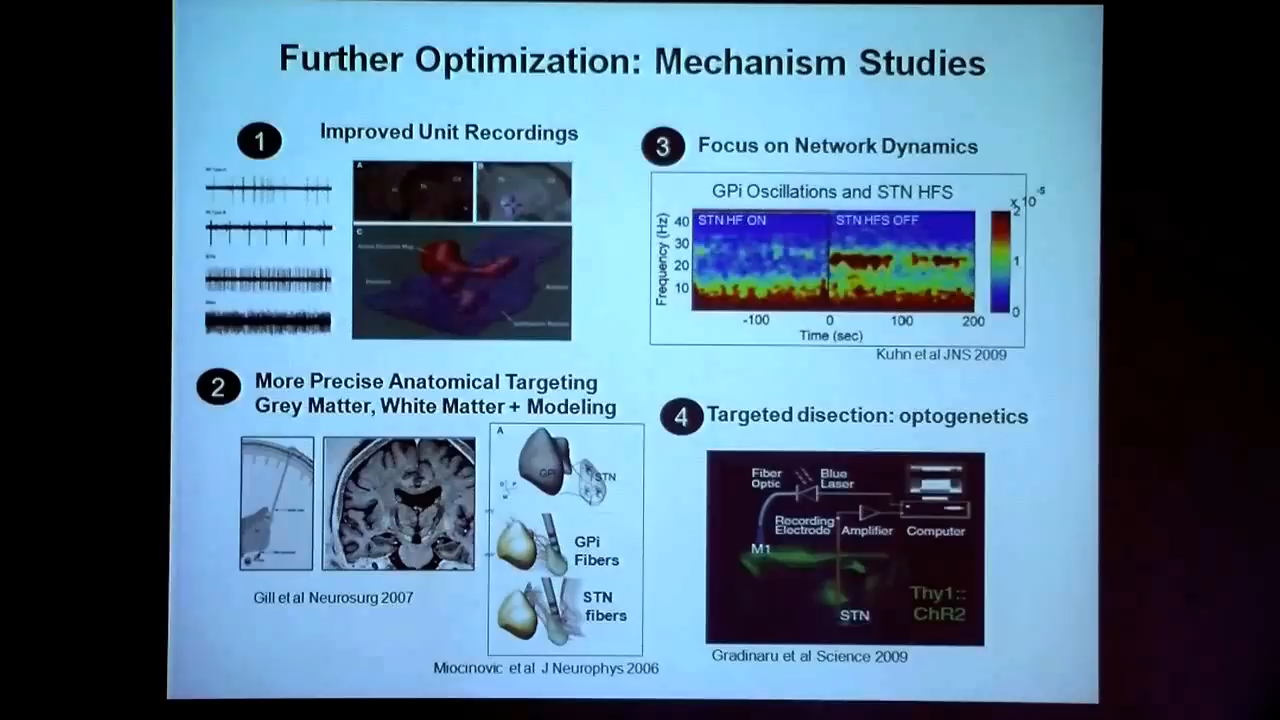 Further Optimization: Mechanism Studies
1
Improved Unit Recordings
A
B
C
3
Focus on Network Dynamics
GPi Oscillations and STN HFS
x 10 -5
STN HF ON
STN HFS OFF
Frequency (Hz)
40
30
20
10
-100
0
100
200
Time (sec)
2
1
0
Kuhn et al JNS 2009
2
More Precise Anatomical Targeting
Grey Matter, White Matter + Modeling
A
GPi
STN
GPi
Fibers
STN
fibers
Gill et al Neurosurg 2007
Miocinovic et al J Neurophys 2006
4
Targeted disection: optogenetics
Fiber
Optic
Blue
Laser
Recording
Electrode
Amplifier
Computer
M1
STN
Thy1::
ChR2
Gradinaru et al Science 2009